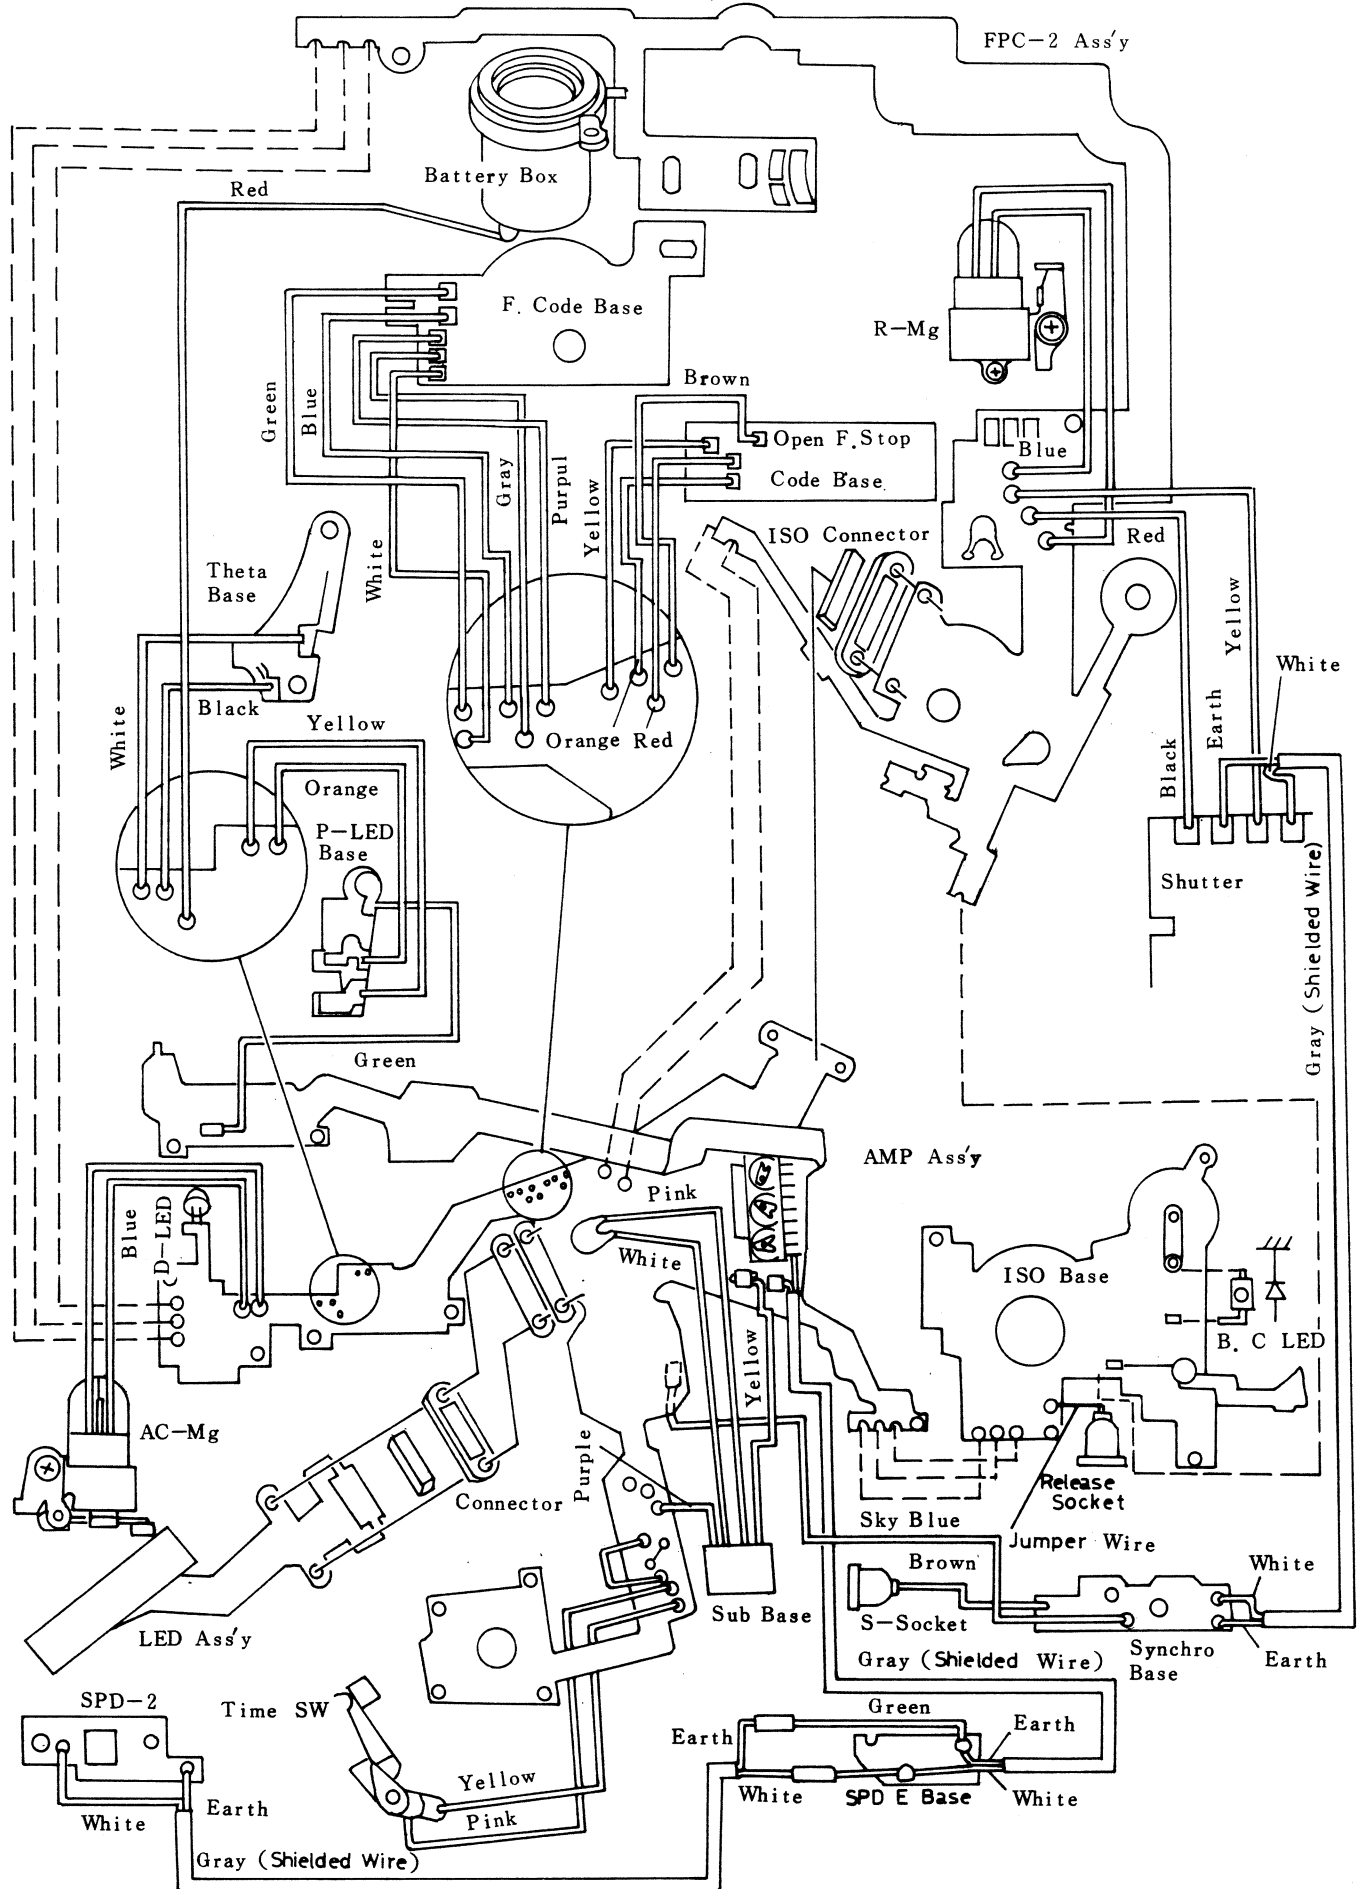 FPC-2 Ass'y
Battery Box
Red
F. Code Base
R-Mg
Brown
Green
Blue
Open F. Stop
Code Base
Blue
Gray
Purpul
Yellow
White
ISO Connector
Red
Theta
Base
Yellow
White
Black
White
Yellow
Orange Red
Earth
Black
Orange
P-LED
Base
Shutter
Gray (Shielded Wire)
Green
AMP Ass'y
Pink
Blue
D-LED
White
ISO Base
B. C LED
Yellow
AC-Mg
Purple
Connector
Release
Socket
Sky Blue
Jumper Wire
Brown
White
Sub Base
S-Socket
LED Ass'y
Synchro
Base
Earth
Gray (Shielded Wire)
SPD-2
Time SW
Green
Earth
Earth
Yellow
White
SPD E Base
White
Earth
White
Pink
Gray (Shielded Wire)